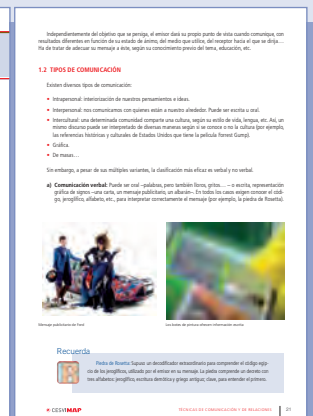 Independientemente del objetivo que se persiga, el emisor dará su propio punto de vista cuando comunique, con
resultados diferentes en función de su estado de ánimo, del medio que utilice, del receptor hacia el que se dirija…
Ha de tratar de adecuar su mensaje a éste, según su conocimiento previo del tema, educación, etc.
1.2 TIPOS DE COMUNICACIÓN
Existen diversos tipos de comunicación:
• Intrapersonal: interiorización de nuestros pensamientos e ideas.
• Interpersonal: nos comunicamos con quienes están a nuestro alrededor. Puede ser escrita u oral.
• Intercultural: una determinada comunidad comparte una cultura, según su estilo de vida, lengua, etc. Así, un
mismo discurso puede ser interpretado de diversas maneras según si se conoce o no la cultura (por ejemplo,
las referencias históricas y culturales de Estados Unidos que tiene la película Forrest Gump).
• Gráfica.
• De masas…
Sin embargo, a pesar de sus múltiples variantes, la clasificación más eficaz es verbal y no verbal.
a) Comunicación verbal: Puede ser oral –palabras, pero también lloros, gritos… – o escrita, representación
gráfica de signos –una carta, un mensaje publicitario, un albarán–. En todos los casos exigen conocer el códi-
go, jeroglífico, alfabeto, etc., para interpretar correctamente el mensaje (por ejemplo, la piedra de Rosetta).
Mensaje publicitario de Ford.
Los botes de pintura ofrecen información escrita.
Recuerda
Piedra de Rosetta: Supuso un decodificador extraordinario para comprender el código egip-
cio de los jeroglíficos, utilizado por el emisor en su mensaje. La piedra comprende un decreto con
tres alfabetos: jeroglífico, escritura demótica y griego antiguo; clave, para entender el primero.
CESVIMAP
TÉCNICAS DE COMUNICACIÓN Y DE RELACIONES
21